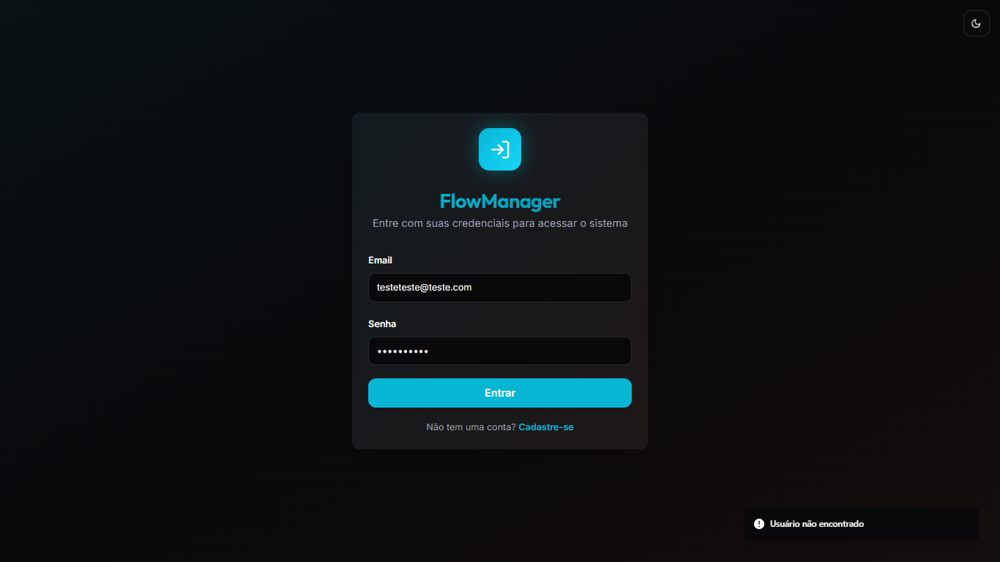 FlowManager
Entre com suas credenciais para acessar o sistema
Email
testeteste@teste.com
Senha
••••••••••
Entrar
Não tem uma conta? Cadastre-se
Usuário não encontrado